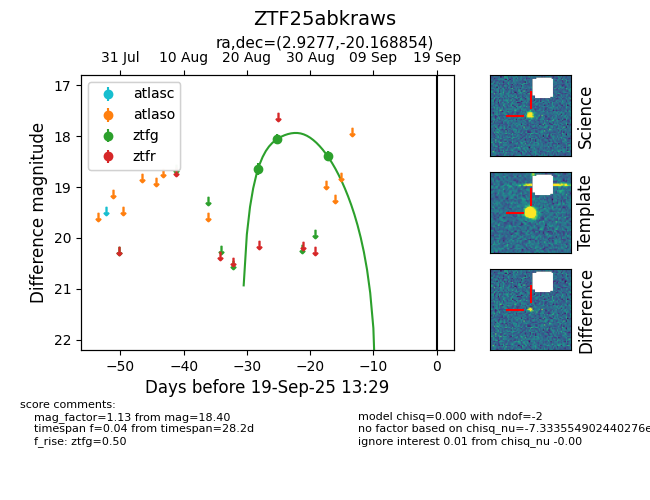 ZTF25abkraws
ra,dec=(2.9277,-20.168854)
31 Jul 10 Aug 20 Aug 30 Aug 09 Sep 19 Sep
atlasc
atlaso
ztfg
ztfr
17
18
19
20
21
22
Difference magnitude
−50 −40 −30 −20 −10 0
Days before 19-Sep-25 13:29
Science
Template
Difference
score comments:
mag_factor=1.13 from mag=18.40
timespan f=0.04 from timespan=28.2d
f_rise: ztfg=0.50
model chisq=0.000 with ndof=-2
no factor based on chisq_nu=-7.333554902440276e
ignore interest 0.01 from chisq_nu -0.00